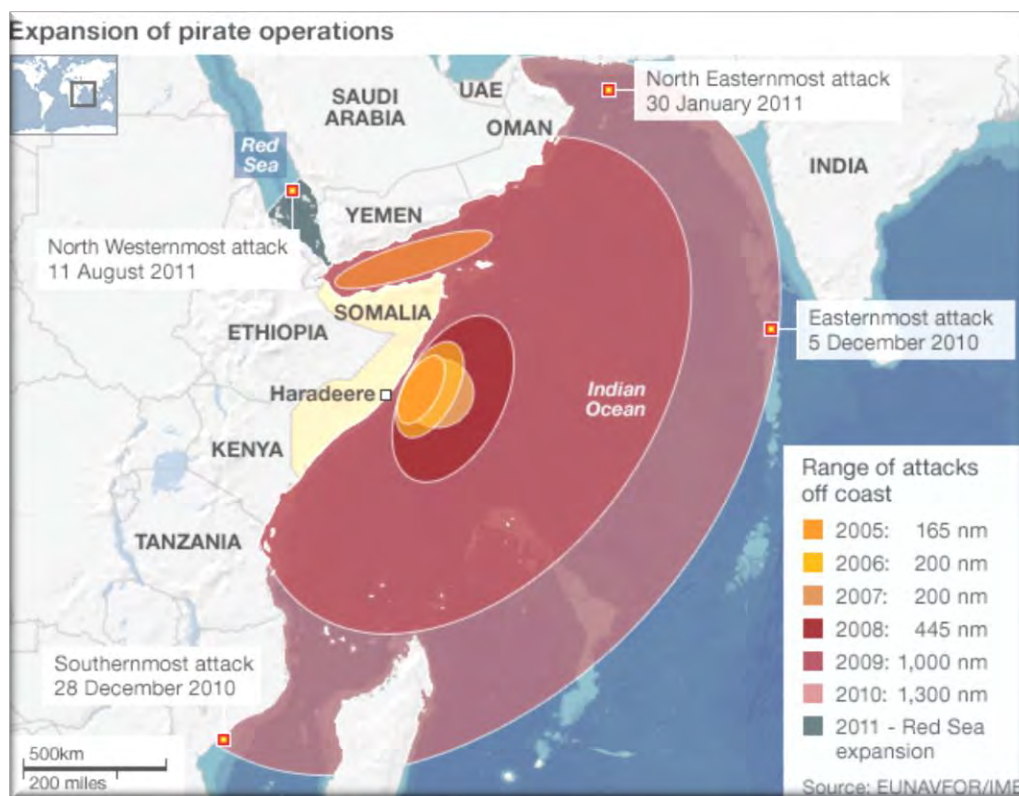 Expansion of pirate operations
North Easternmost attack
30 January 2011
UAE
SAUDI
ARABIA
OMAN
Red
Sea
INDIA
YEMEN
North Westernmost attack
11 August 2011
SOMALIA
ETHIOPIA
Easternmost attack
5 December 2010
Haradeere
Indian
Ocean
KENYA
TANZANIA
Southernmost attack
28 December 2010
500km
200 miles
Range of attacks
off coast
2005: 165 nm
2006: 200 nm
2007: 200 nm
2008: 445 nm
2009: 1,000 nm
2010: 1,300 nm
2011 - Red Sea
expansion
Source: EUNAVFOR/IMB